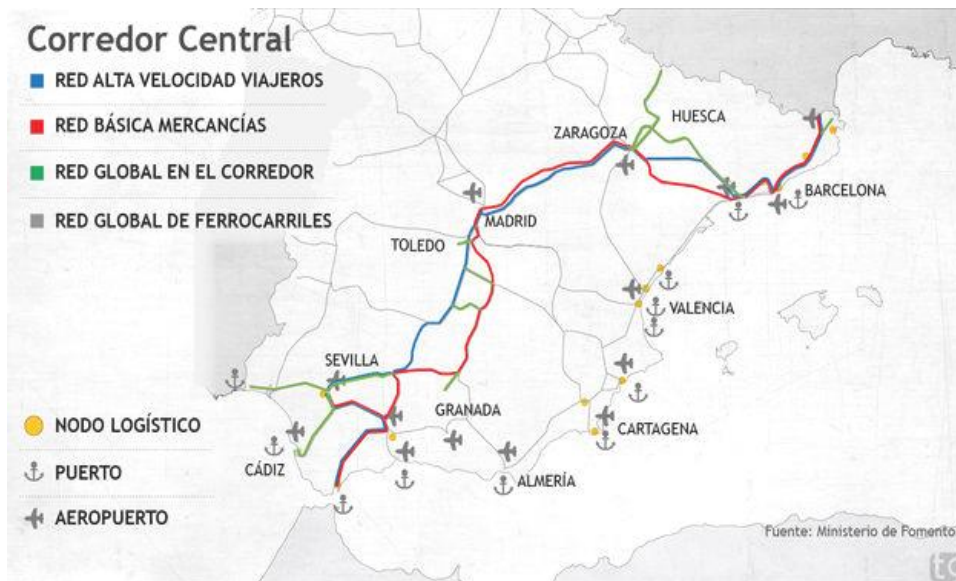 Corredor Central
RED ALTA VELOCIDAD VIAJEROS
RED BÁSICA MERCANCÍAS
RED GLOBAL EN EL CORREDOR
RED GLOBAL DE FERROCARRILES
HUESCA
ZARAGOZA
BARCELONA
MADRID
TOLEDO
VALENCIA
SEVILLA
GRANADA
CARTAGENA
CÁDIZ
ALMERÍA
NODO LOGÍSTICO
PUERTO
AEROPUERTO
Fuente: Ministerio de Fomento